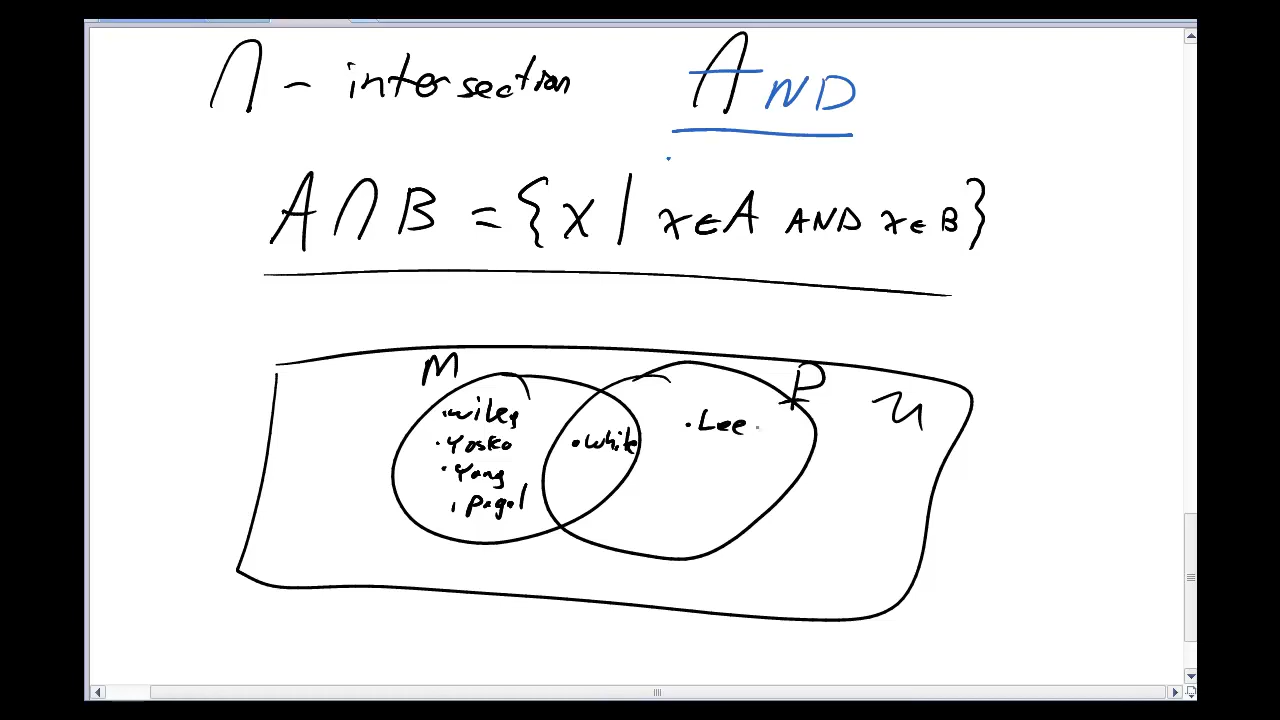 ∩ - intersection AND
A ∩ B = {x | x ∈ A AND x ∈ B}
M P U
·Wiley
·Yosko ·White ·Lee
·Yang
·Pagel